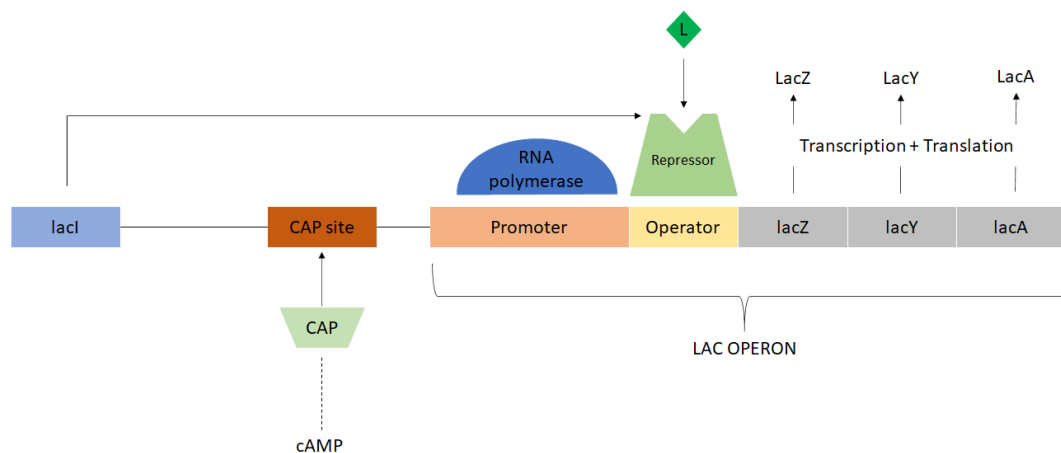 L
LacZ
LacY
LacA
Transcription + Translation
RNA
polymerase
Repressor
lacI
CAP site
Promoter
Operator
lacZ
lacY
lacA
CAP
LAC OPERON
cAMP